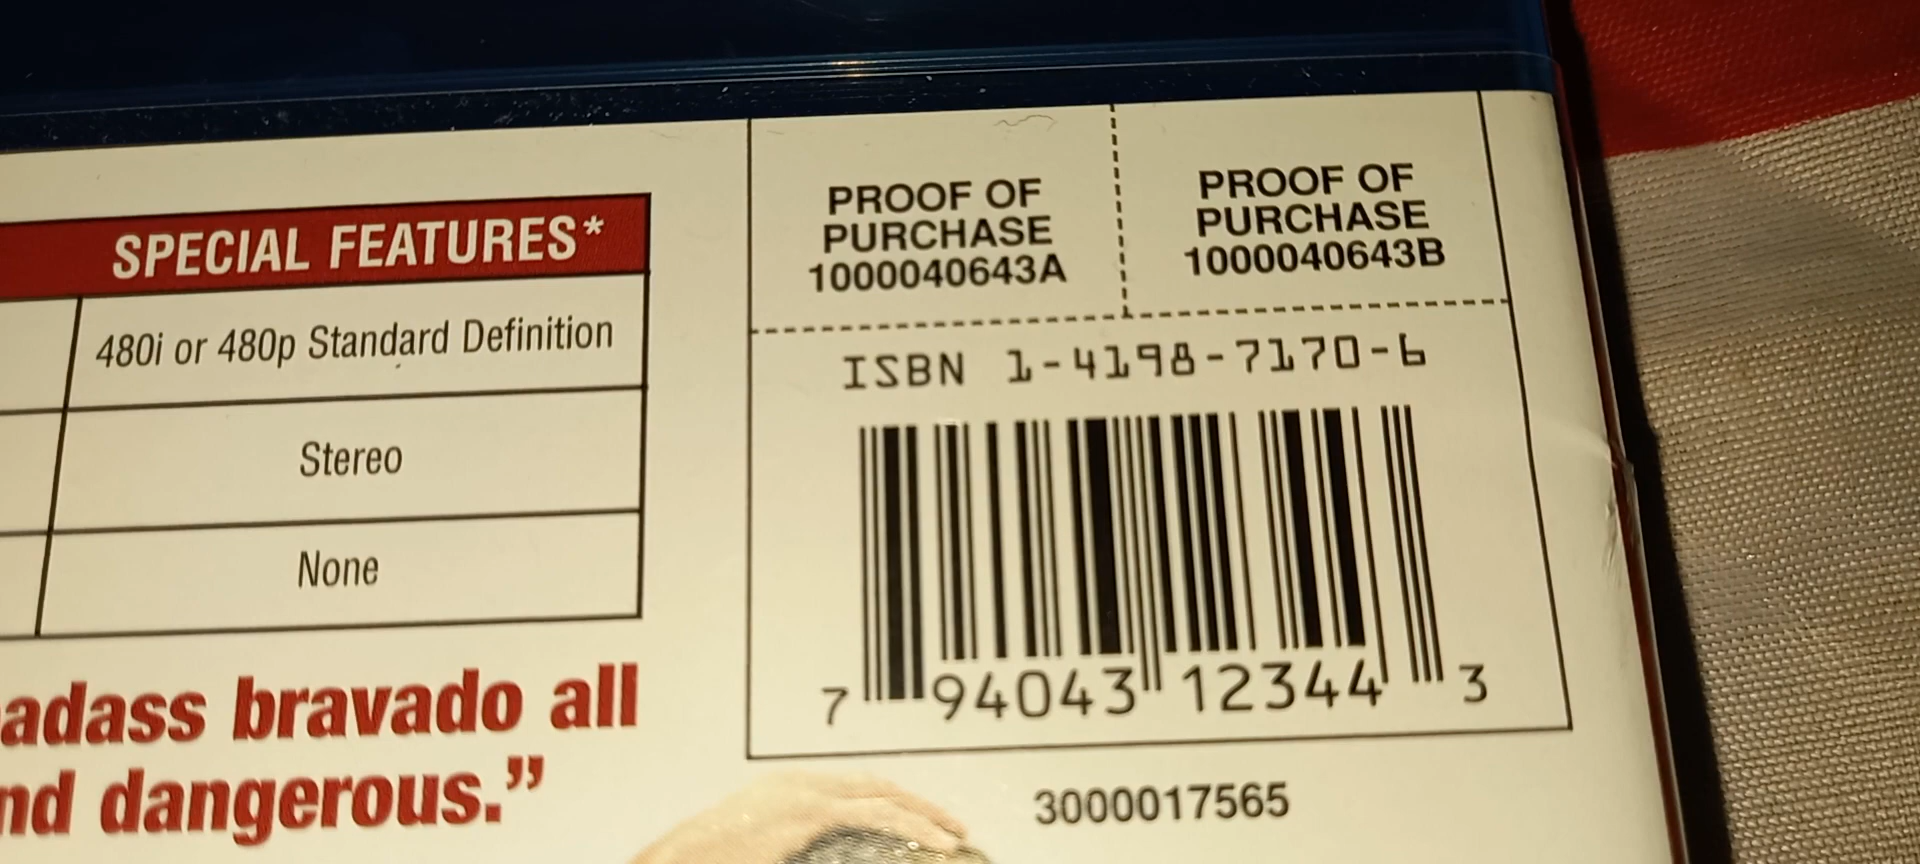 SPECIAL FEATURES*
480i or 480p Standard Definition
Stereo
None
adass bravado all
nd dangerous.”
PROOF OF
PURCHASE
1000040643A
PROOF OF
PURCHASE
1000040643B
ISBN 1-4198-7170-6
7 94043 12344 3
3000017565